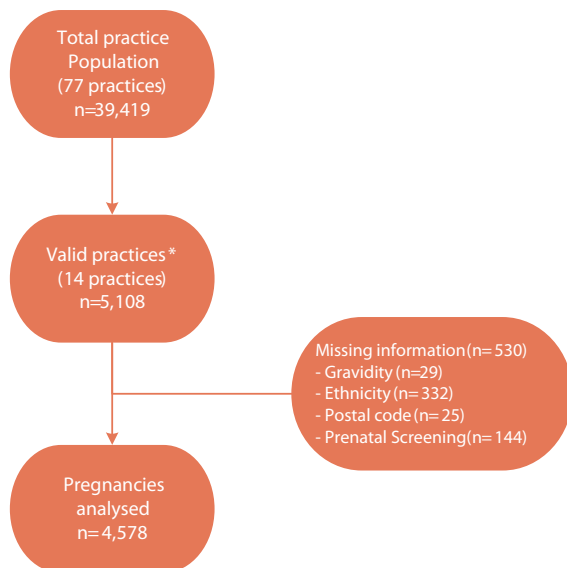 Total practice
Population
(77 practices)
n=39,419
Valid practices*
(14 practices)
n=5,108
Missing information (n= 530)
- Gravidity (n=29)
- Ethnicity (n= 332)
- Postal code (n= 25)
- Prenatal Screening(n= 144)
Pregnancies
analysed
n= 4,578